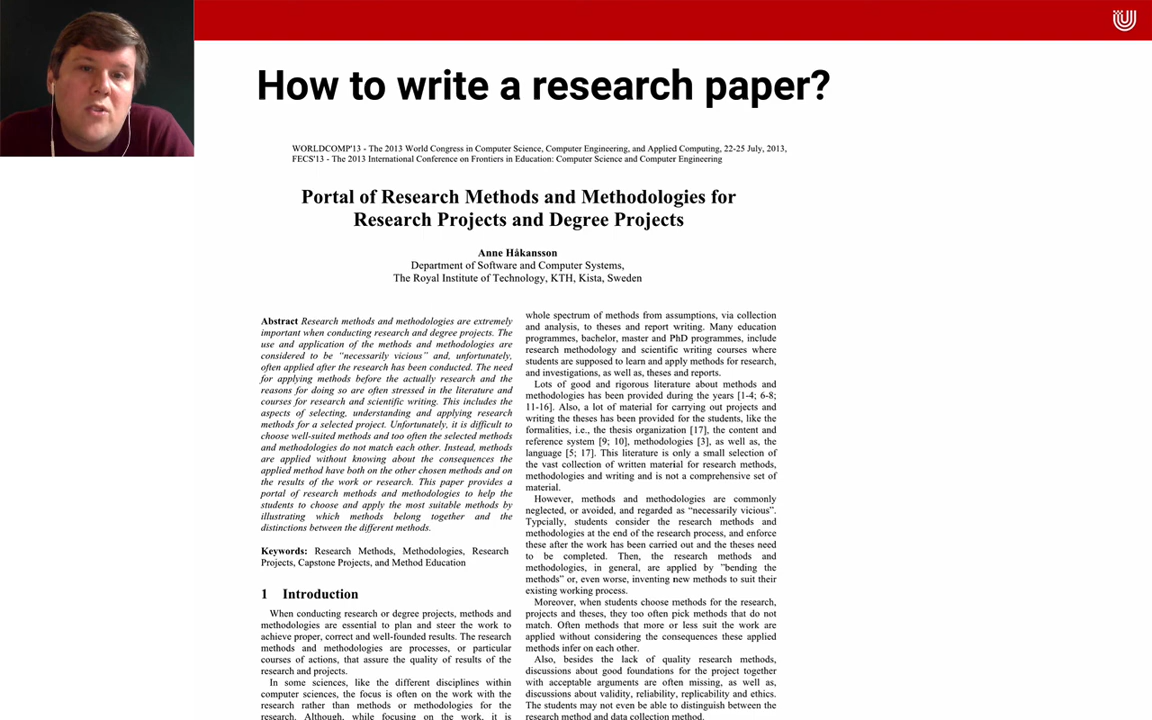 How to write a research paper?
WORLDCOMP'13 - The 2013 World Congress in Computer Science, Computer Engineering, and Applied Computing, 22-25 July, 2013,
FECS'13 - The 2013 International Conference on Frontiers in Education: Computer Science and Computer Engineering
Portal of Research Methods and Methodologies for
Research Projects and Degree Projects
Anne Håkansson
Department of Software and Computer Systems,
The Royal Institute of Technology, KTH, Kista, Sweden
Abstract Research methods and methodologies are extremely
important when conducting research and degree projects. The
use and application of the methods and methodologies are
considered to be “necessarily vicious” and, unfortunately,
often applied after the research has been conducted. The need
for applying methods before the actually research and the
reasons for doing so are often stressed in the literature and
courses for research and scientific writing. This includes the
aspects of selecting, understanding and applying research
methods for a selected project. Unfortunately, it is difficult to
choose well-suited methods and too often the selected methods
and methodologies do not match each other. Instead, methods
are applied without knowing about the consequences the
applied method have both on the other chosen methods and on
the results of the work or research. This paper provides a
portal of research methods and methodologies to help the
students to choose and apply the most suitable methods by
illustrating which methods belong together and the
distinctions between the different methods.
Keywords: Research Methods, Methodologies, Research
Projects, Capstone Projects, and Method Education
1 Introduction
When conducting research or degree projects, methods and
methodologies are essential to plan and steer the work to
achieve proper, correct and well-founded results. The research
methods and methodologies are processes, or particular
courses of actions, that assure the quality of results of the
research and projects.
In some sciences, like the different disciplines within
computer sciences, the focus is often on the work with the
research rather than methods or methodologies for the
research. Although, while focusing on the work, it is
whole spectrum of methods from assumptions, via collection
and analysis, to theses and report writing. Many education
programmes, bachelor, master and PhD programmes, include
research methodology and scientific writing courses where
students are supposed to learn and apply methods for research,
and investigations, as well as, theses and reports.
Lots of good and rigorous literature about methods and
methodologies has been provided during the years [1-4; 6-8;
11-16]. Also, a lot of material for carrying out projects and
writing the theses has been provided for the students, like the
formalities, i.e., the thesis organization [17], the content and
reference system [9; 10], methodologies [3], as well as, the
language [5; 17]. This literature is only a small selection of
the vast collection of written material for research methods,
methodologies and writing and is not a comprehensive set of
material.
However, methods and methodologies are commonly
neglected, or avoided, and regarded as “necessarily vicious”.
Typcially, students consider the research methods and
methodologies at the end of the research process, and enforce
these after the work has been carried out and the theses need
to be completed. Then, the research methods and
methodologies, in general, are applied by ”bending the
methods” or, even worse, inventing new methods to suit their
existing working process.
Moreover, when students choose methods for the research,
projects and theses, they too often pick methods that do not
match. Often methods that more or less suit the work are
applied without considering the consequences these applied
methods infer on each other.
Also, besides the lack of quality research methods,
discussions about good foundations for the project together
with acceptable arguments are often missing, as well as,
discussions about validity, reliability, replicability and ethics.
The students may not even be able to distinguish between the
research method and data collection method.